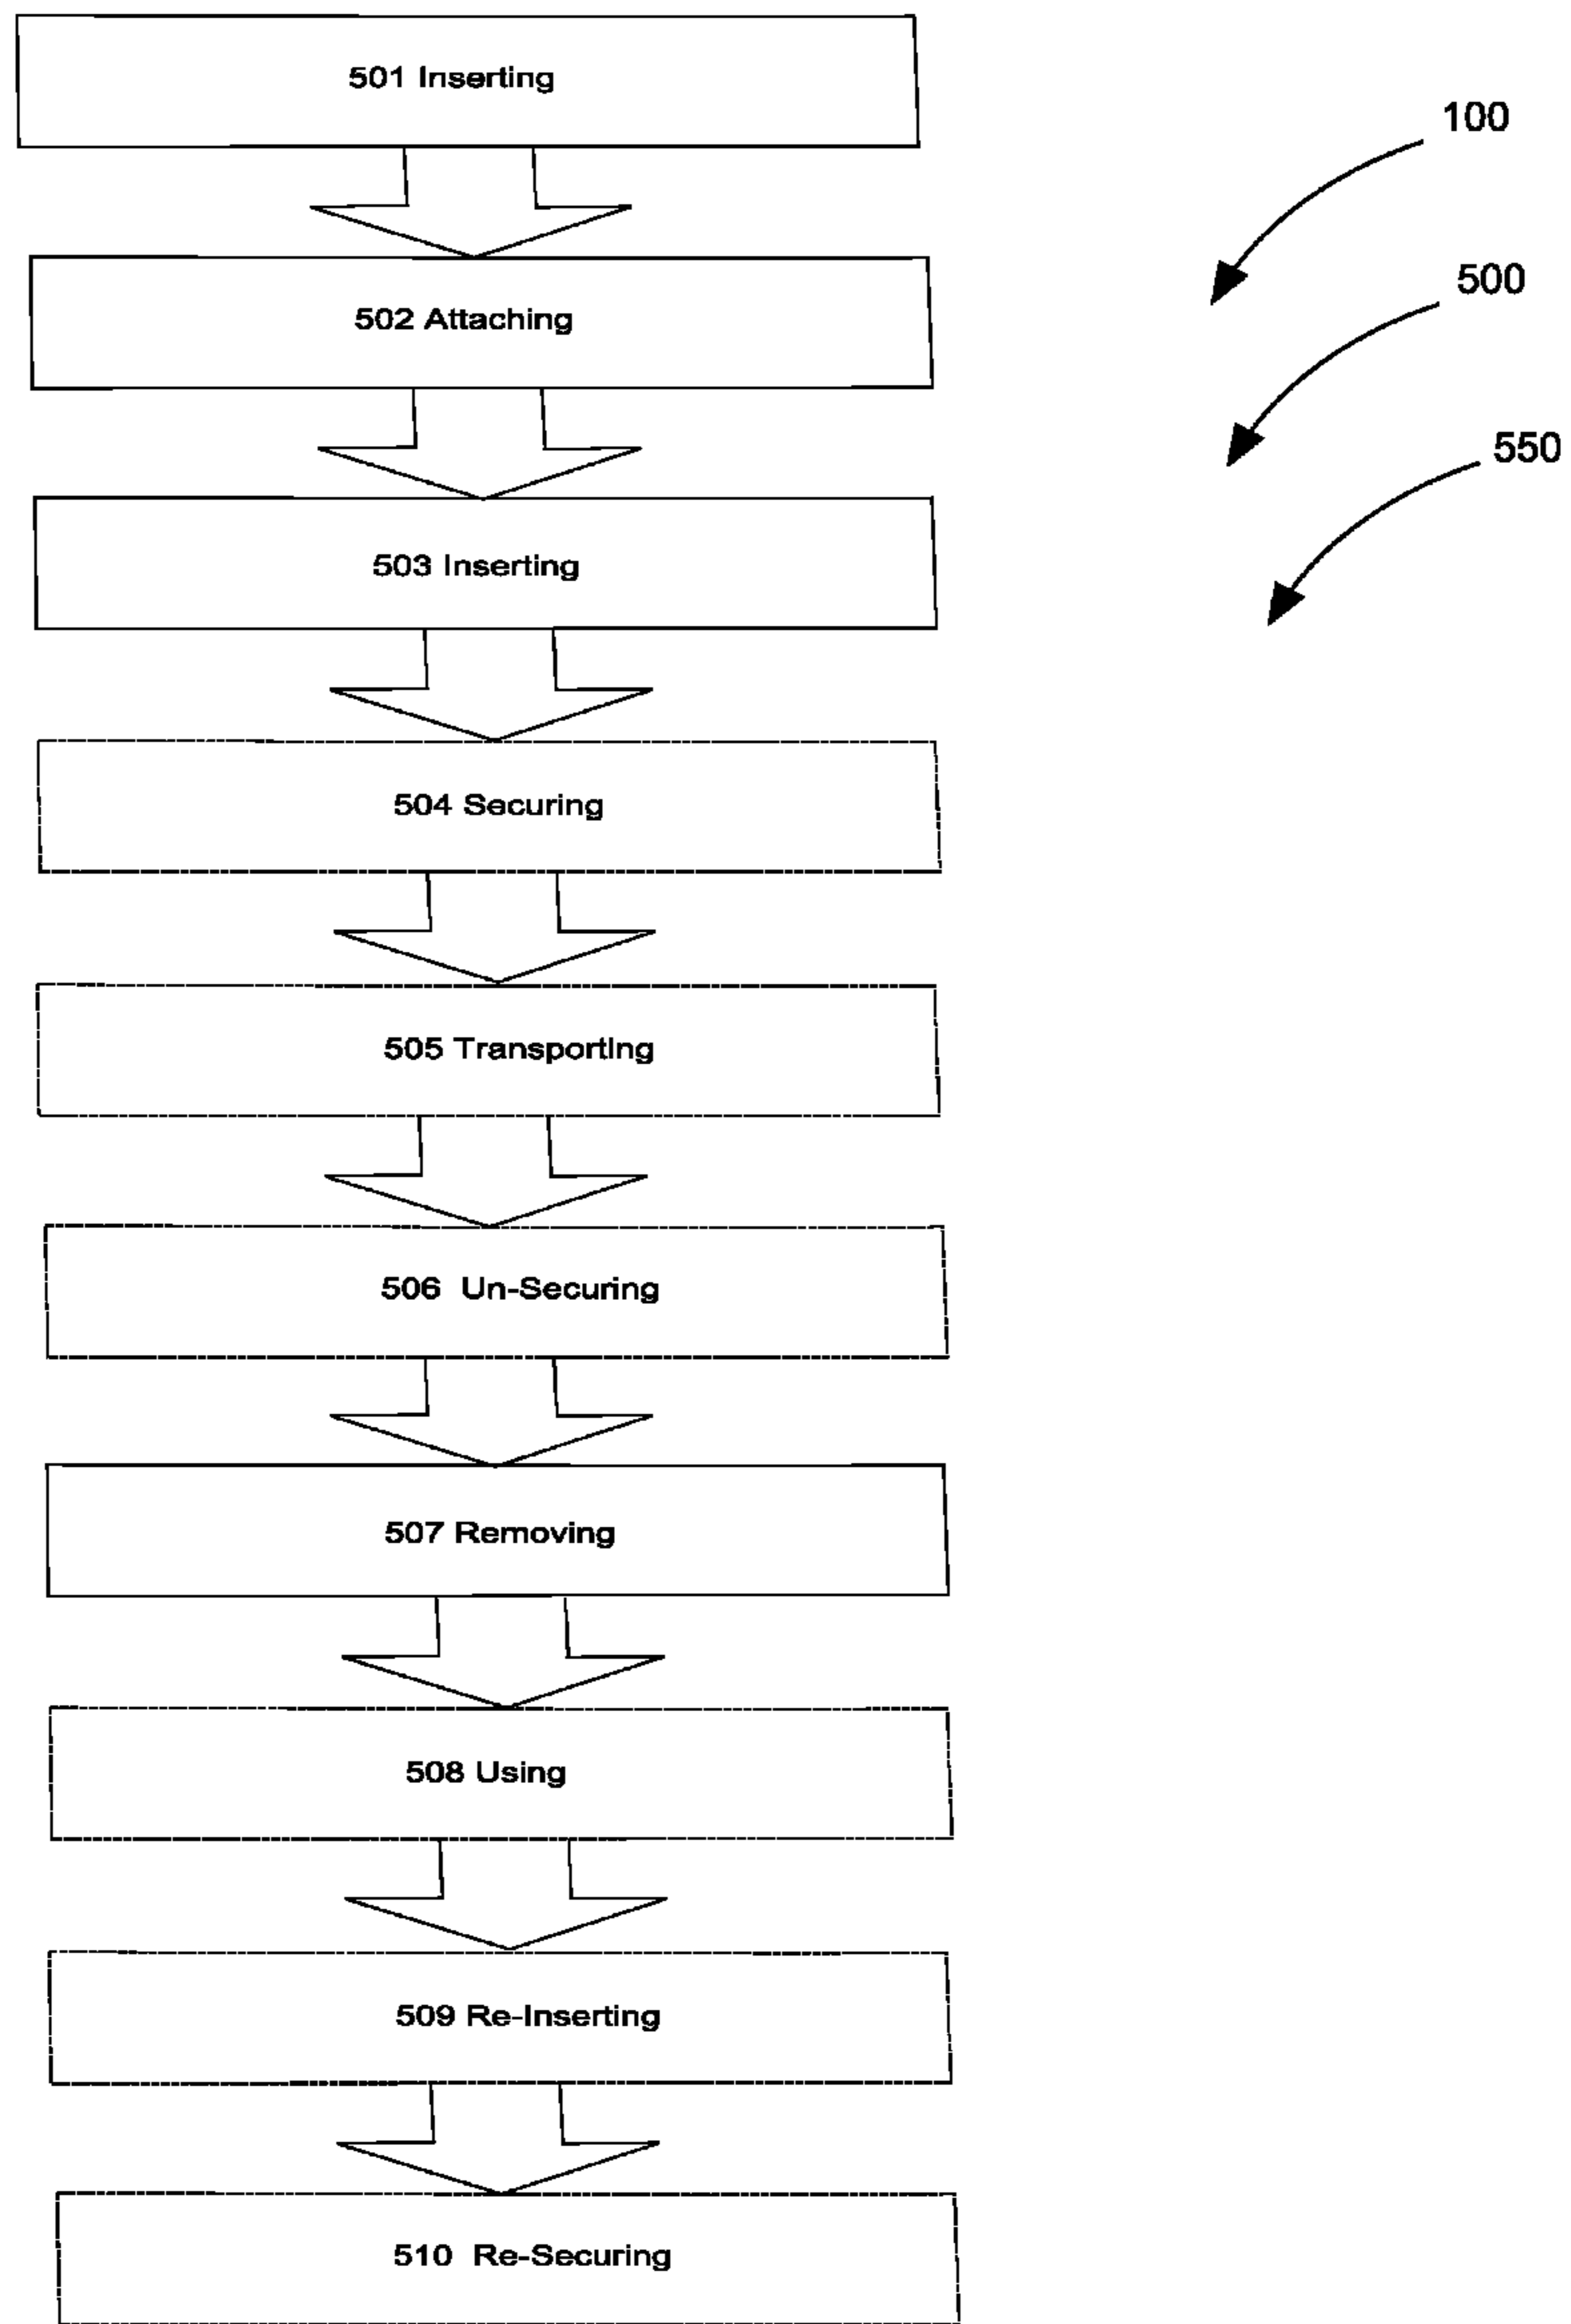 501 Inserting
100
502 Attaching
500
550
503 Inserting
504 Securing
505 Transporting
506 Un-Securing
507 Removing
508 Using
509 Re-Inserting
510 Re-Securing